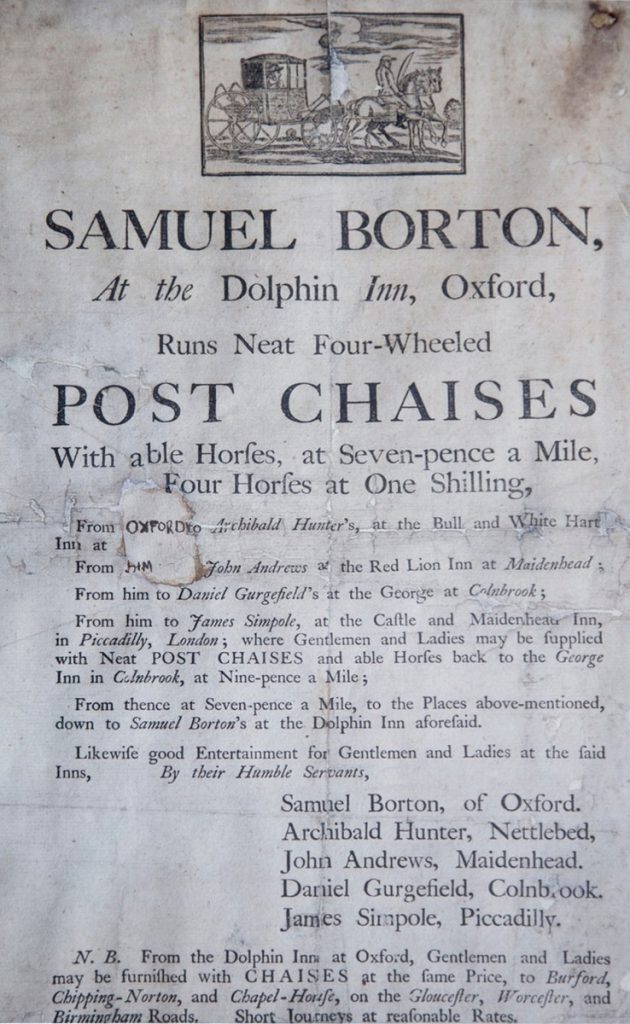 SAMUEL BORTON,
At the Dolphin Inn, Oxford,
Runs Neat Four-Wheeled
POST CHAISES
With able Horſes, at Seven-pence a Mile,
Four Horſes at One Shilling,
From OXFORD to Archibald Hunter's, at the Bull and White Hart
Inn at
From HIM John Andrews at the Red Lion Inn at Maidenhead;
From him to Daniel Gurgefield's at the George at Colnbrook;
From him to James Simpole, at the Caſtle and Maidenhead Inn,
in Piccadilly, London; where Gentlemen and Ladies may be ſupplied
with Neat POST CHAISES and able Horſes back to the George
Inn in Colnbrook, at Nine-pence a Mile;
From thence at Seven-pence a Mile, to the Places above-mentioned,
down to Samuel Borton's at the Dolphin Inn aforeſaid.
Likewiſe good Entertainment for Gentlemen and Ladies at the ſaid
Inns, By their Humble Servants,
Samuel Borton, of Oxford.
Archibald Hunter, Nettlebed,
John Andrews, Maidenhead.
Daniel Gurgefield, Colnbrook.
James Simpole, Piccadilly.
N. B. From the Dolphin Inn at Oxford, Gentlemen and Ladies
may be furniſhed with CHAISES at the ſame Price, to Burford,
Chipping-Norton, and Chapel-Houſe, on the Glouceſter, Worceſter, and
Birmingham Roads. Short Journeys at reaſonable Rates.